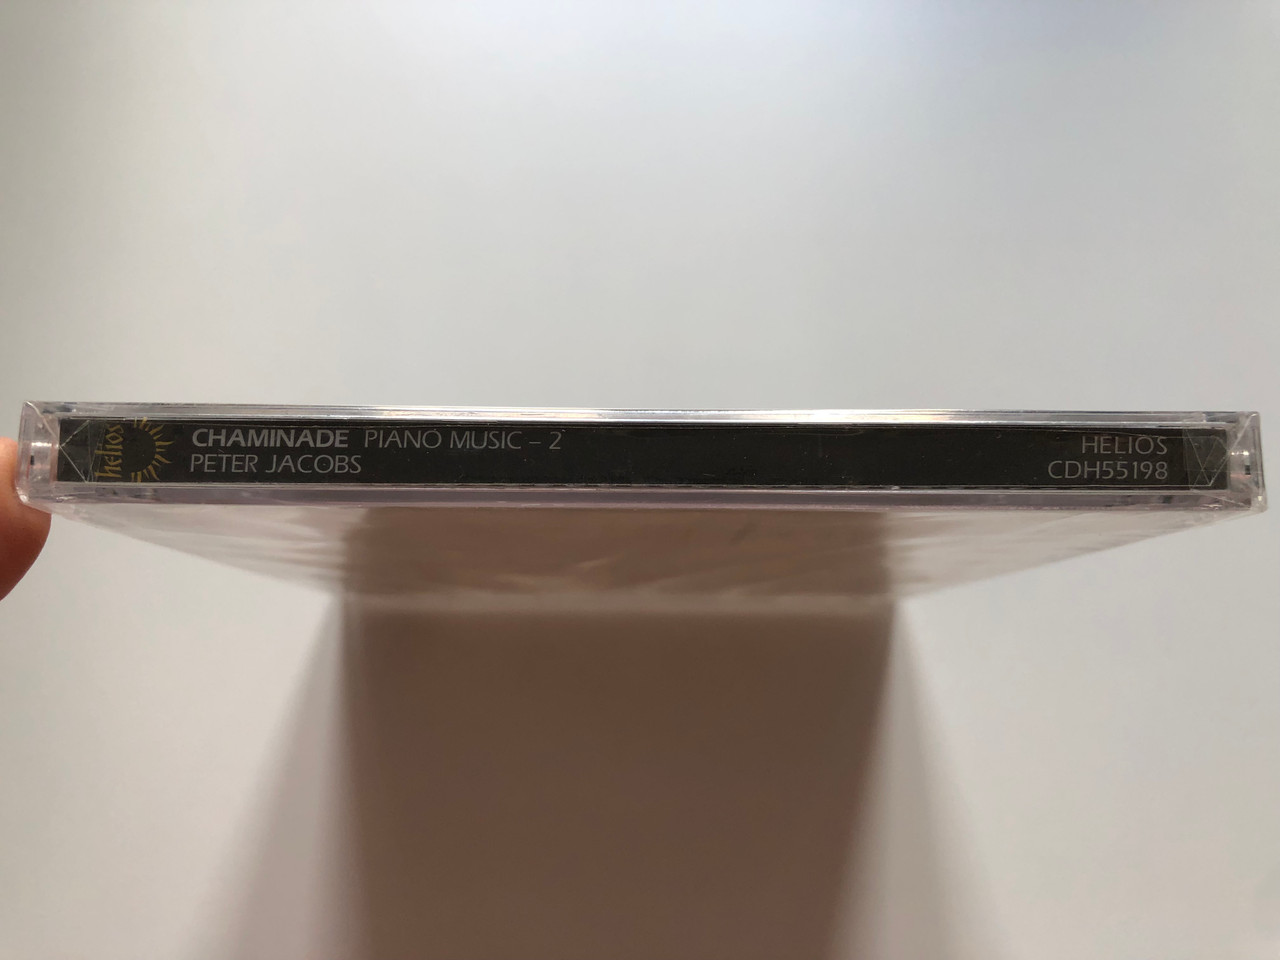 helios
CHAMINADE PIANO MUSIC – 2
PETER JACOBS
HELIOS
CDH55198